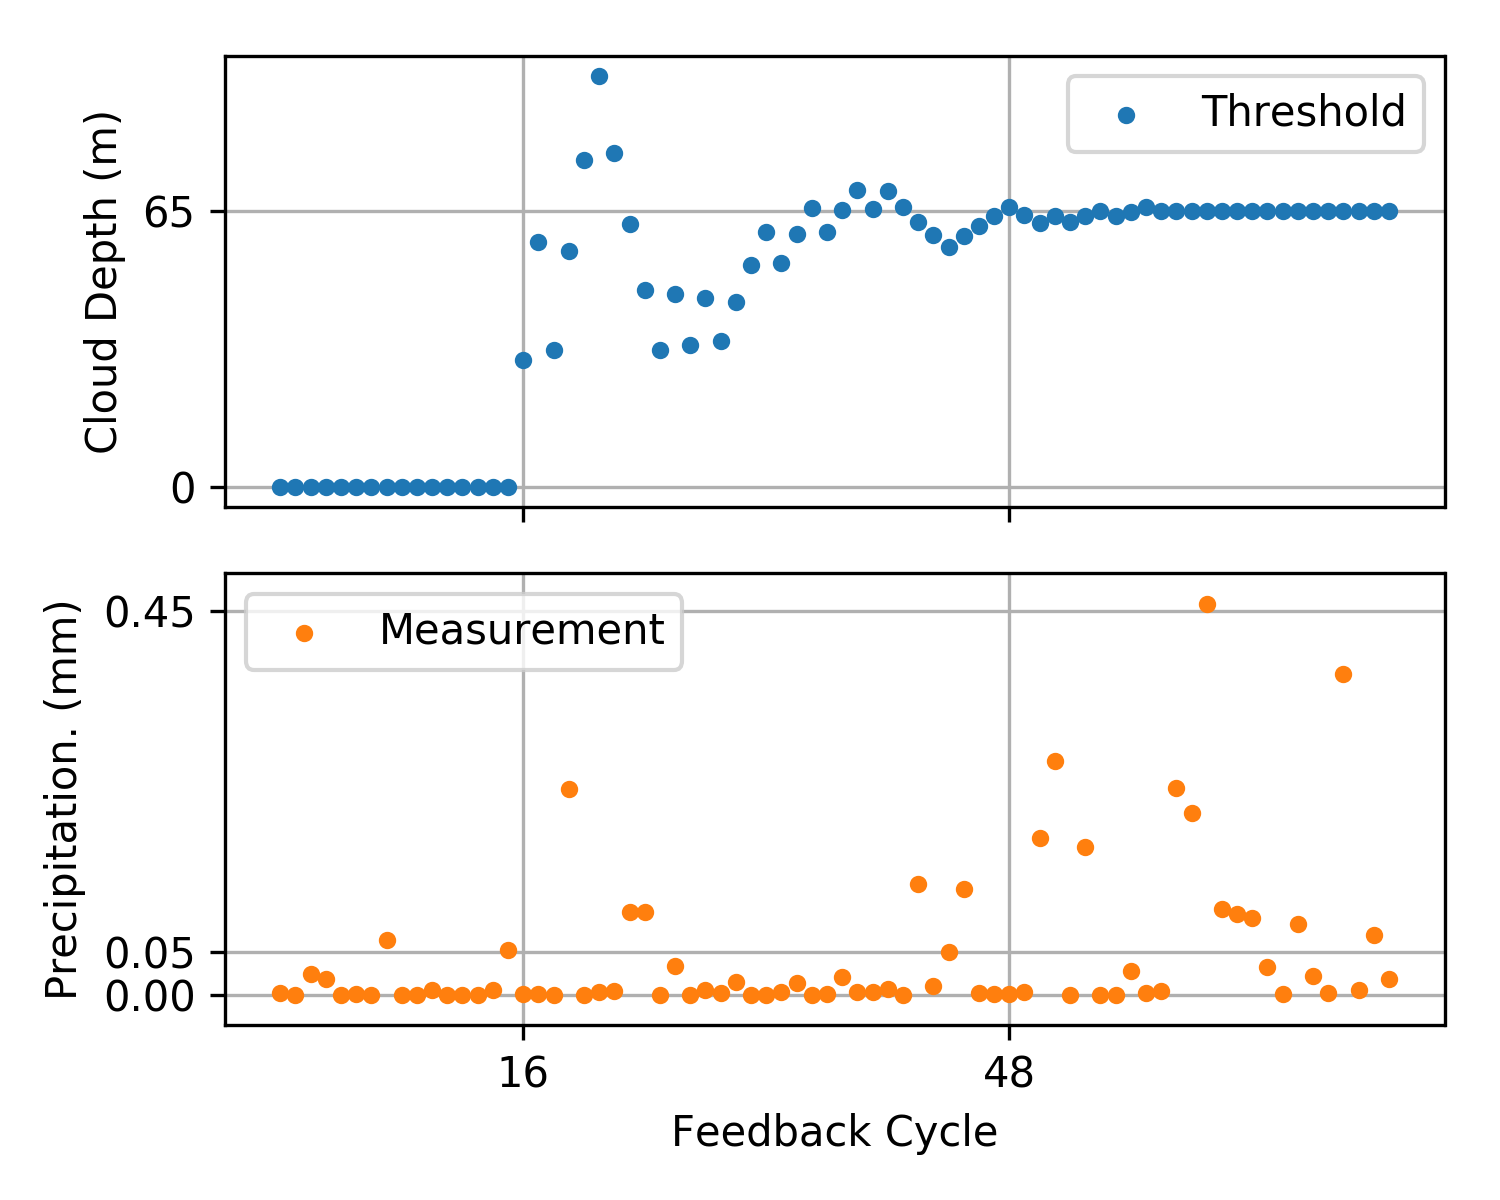 Cloud Depth (m)
65
0
Threshold
Precipitation. (mm)
0.45
0.05
0.00
Measurement
16
48
Feedback Cycle